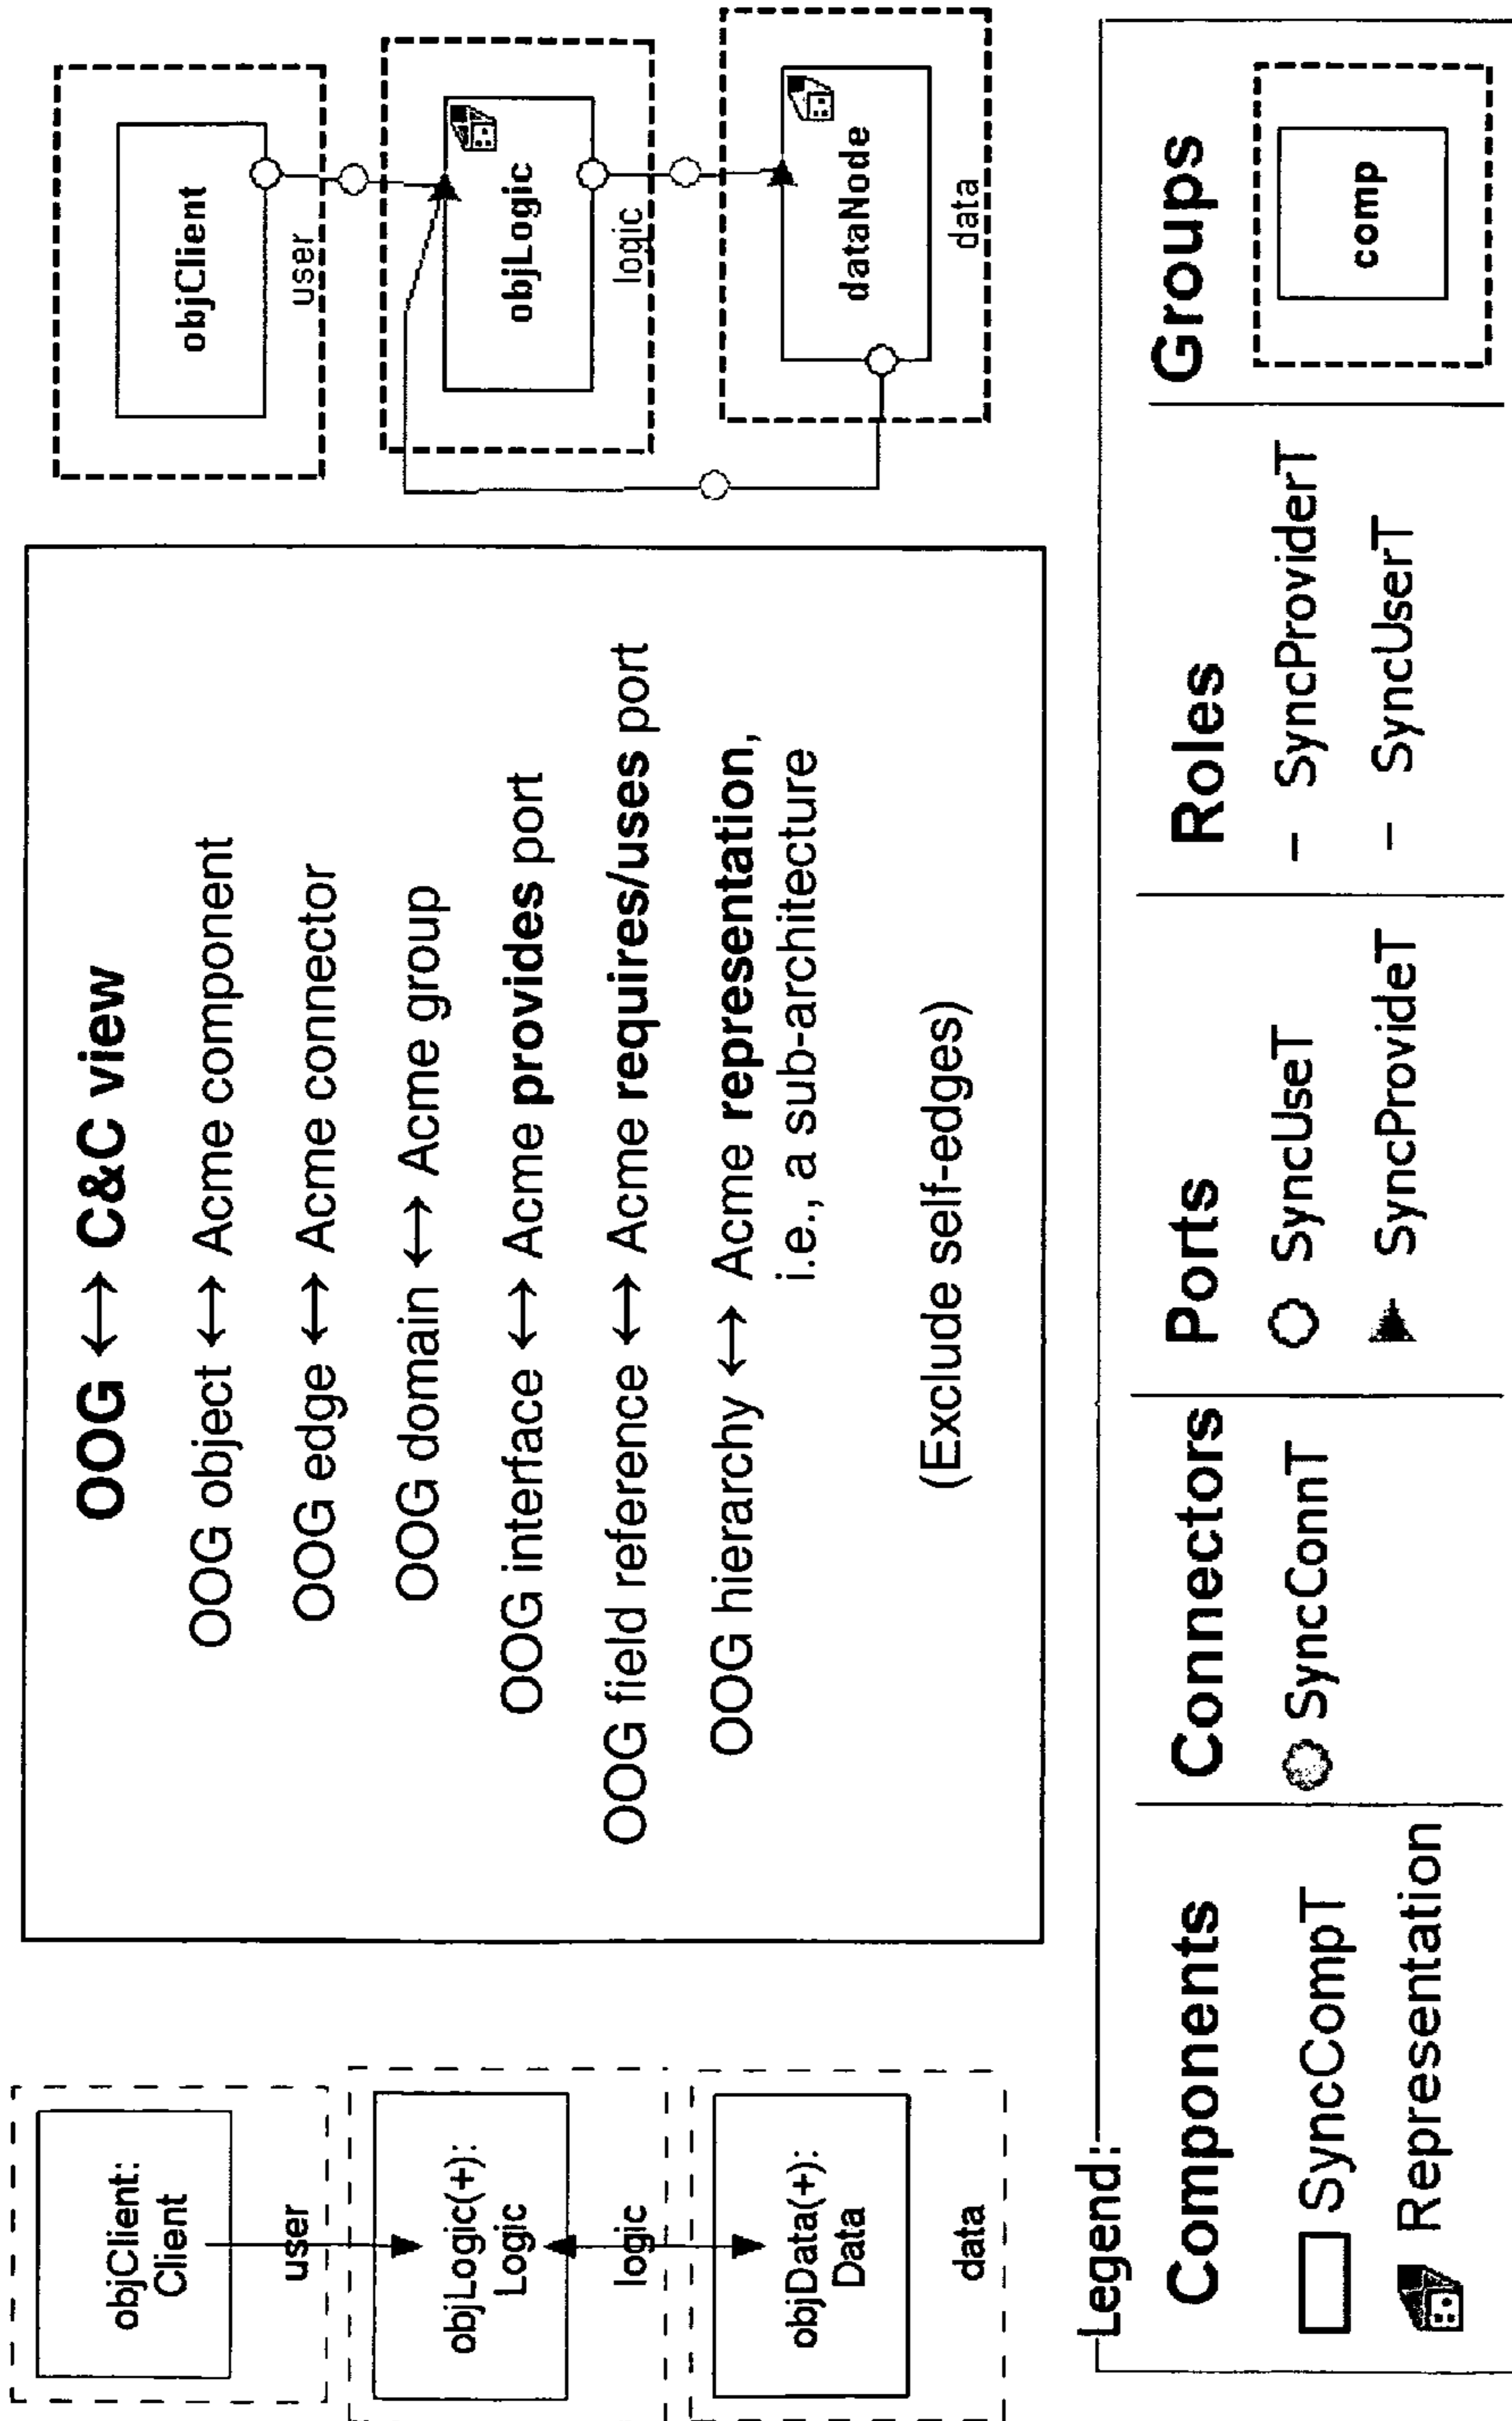 objClient:
Client
user
objLogic(+):
Logic
logic
objData(+):
Data
data
OOG ↔ C&C view
OOG object ↔ Acme component
OOG edge ↔ Acme connector
OOG domain ↔ Acme group
OOG interface ↔ Acme provides port
OOG field reference ↔ Acme requires/uses port
OOG hierarchy ↔ Acme representation,
i.e., a sub-architecture
(Exclude self-edges)
objClient
user
objLogic
logic
dataNode
data
Legend:
Components
SyncCompT
Representation
Connectors
SyncConnT
Ports
SyncUseT
SyncProvideT
Roles
– SyncProviderT
– SyncUserT
Groups
comp